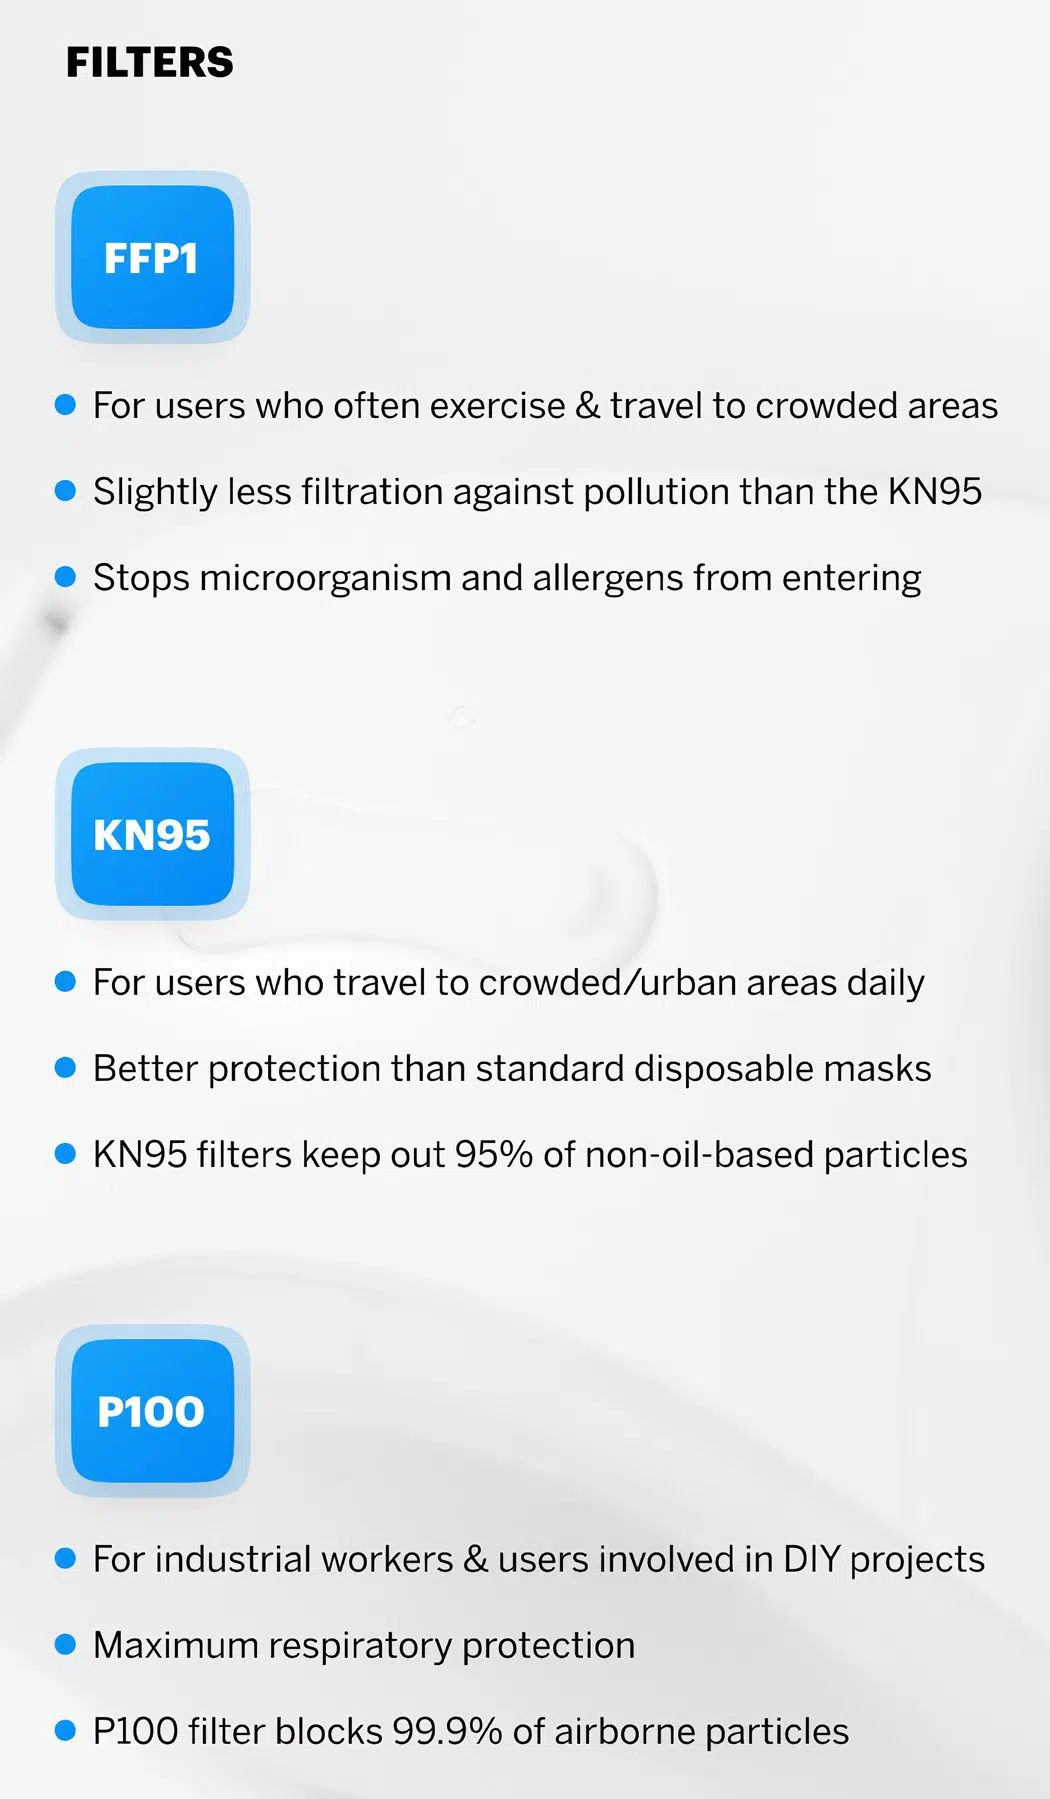 FILTERS
FFP1
For users who often exercise & travel to crowded areas
Slightly less filtration against pollution than the KN95
Stops microorganism and allergens from entering
KN95
For users who travel to crowded/urban areas daily
Better protection than standard disposable masks
KN95 filters keep out 95% of non-oil-based particles
P100
For industrial workers & users involved in DIY projects
Maximum respiratory protection
P100 filter blocks 99.9% of airborne particles